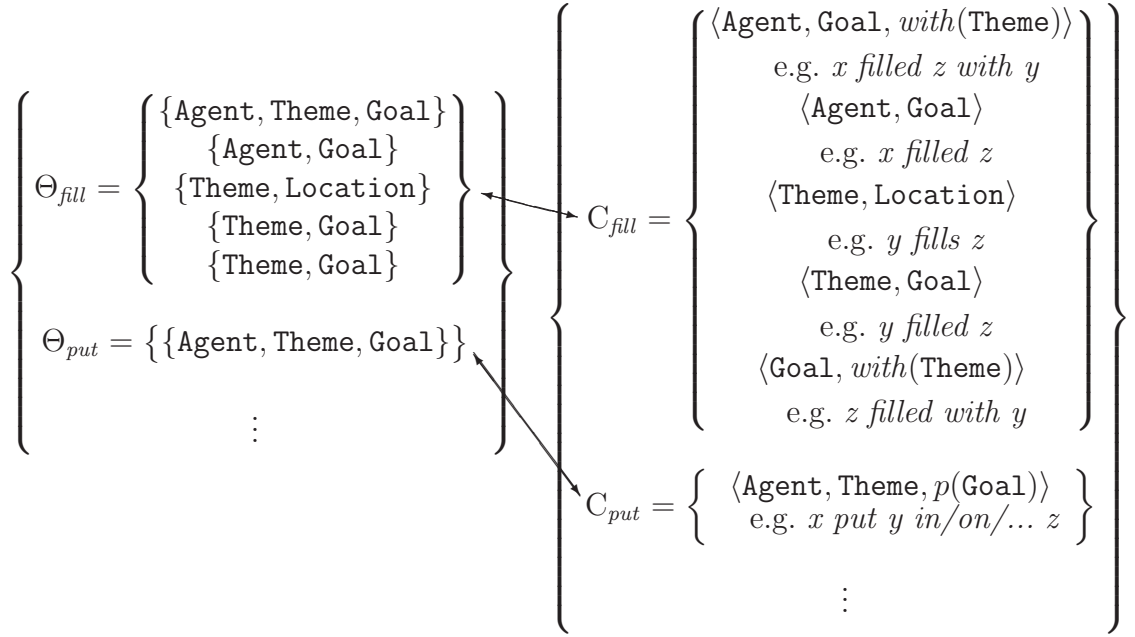 Θfill = { {Agent, Theme, Goal}
{Agent, Goal}
{Theme, Location}
{Theme, Goal}
{Theme, Goal} }
Θput = {{Agent, Theme, Goal}}
⋮
Cfill = { ⟨Agent, Goal, with(Theme)⟩
e.g. x filled z with y
⟨Agent, Goal⟩
e.g. x filled z
⟨Theme, Location⟩
e.g. y fills z
⟨Theme, Goal⟩
e.g. y filled z
⟨Goal, with(Theme)⟩
e.g. z filled with y }
Cput = { ⟨Agent, Theme, p(Goal)⟩
e.g. x put y in/on/... z }
⋮